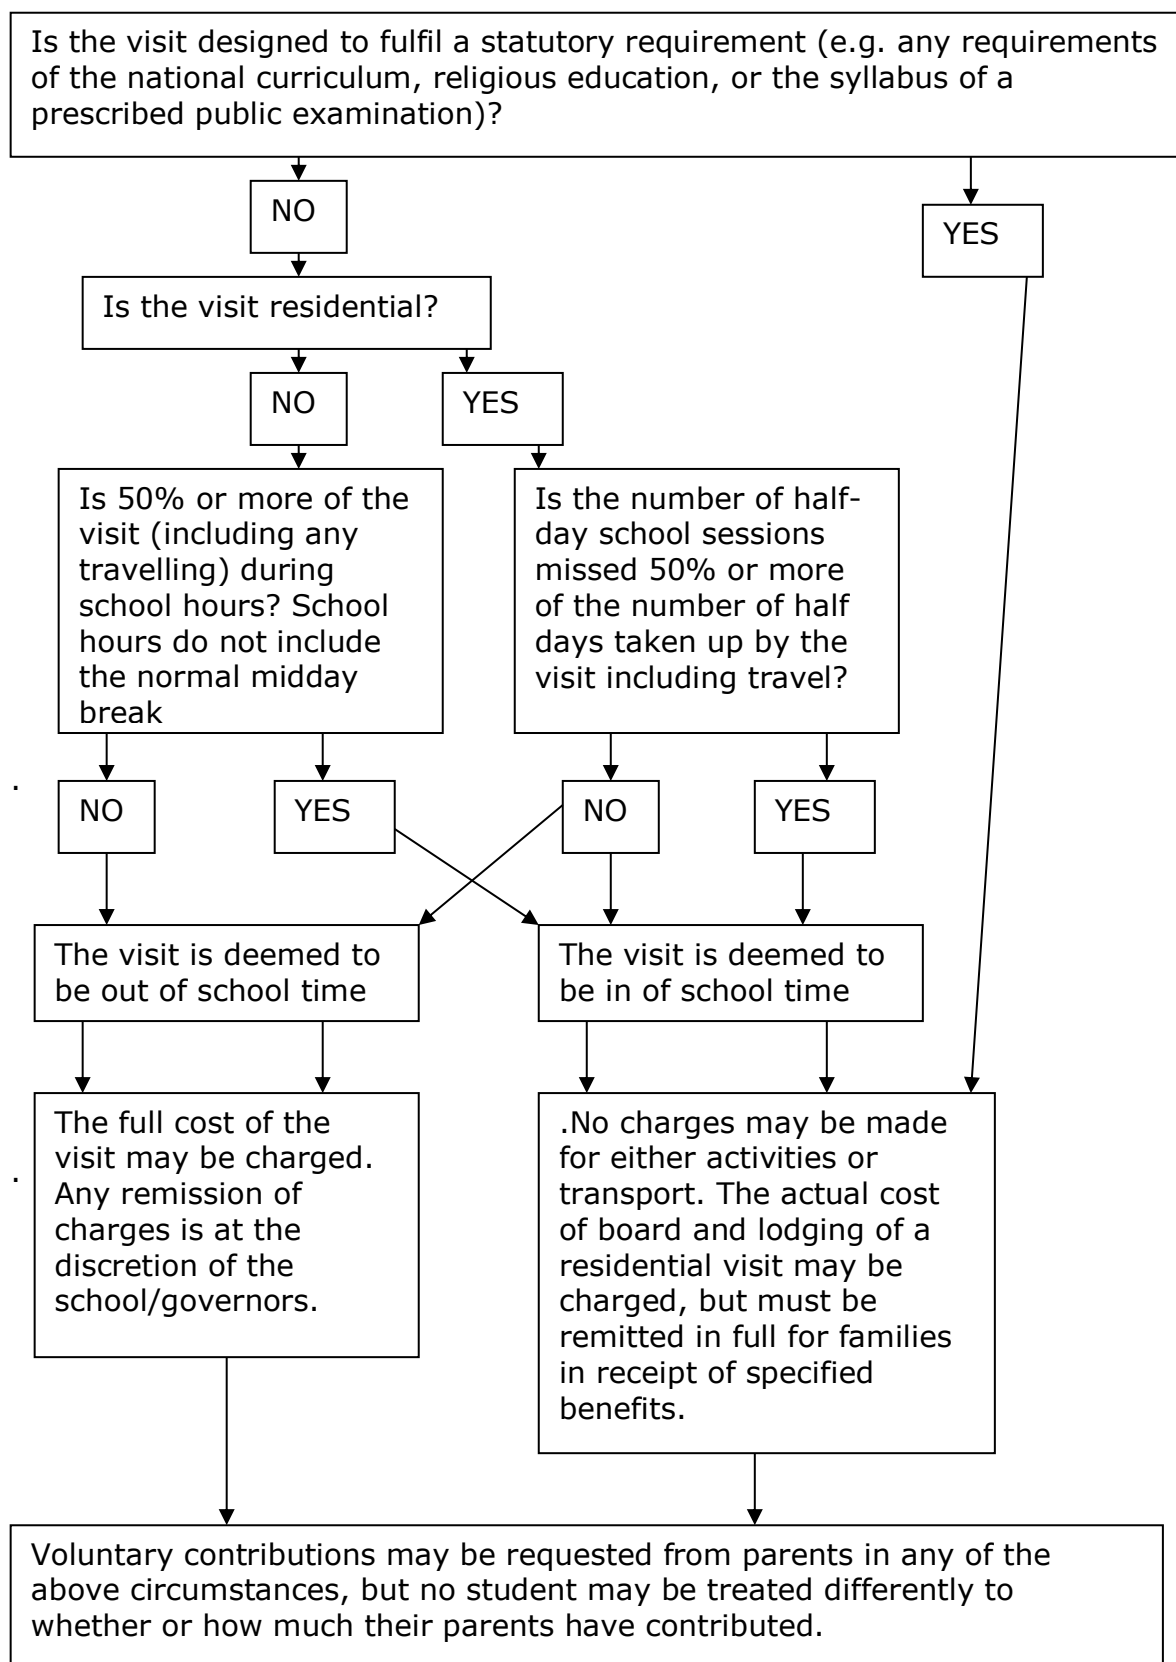 Is the visit designed to fulfil a statutory requirement (e.g. any requirements
of the national curriculum, religious education, or the syllabus of a
prescribed public examination)?
NO
YES
Is the visit residential?
NO
YES
Is 50% or more of the
visit (including any
travelling) during
school hours? School
hours do not include
the normal midday
break
Is the number of half-
day school sessions
missed 50% or more
of the number of half
days taken up by the
visit including travel?
.
NO
YES
NO
YES
The visit is deemed to
be out of school time
The visit is deemed to
be in of school time
.
The full cost of the
visit may be charged.
Any remission of
charges is at the
discretion of the
school/governors.
.No charges may be made
for either activities or
transport. The actual cost
of board and lodging of a
residential visit may be
charged, but must be
remitted in full for families
in receipt of specified
benefits.
Voluntary contributions may be requested from parents in any of the
above circumstances, but no student may be treated differently to
whether or how much their parents have contributed.